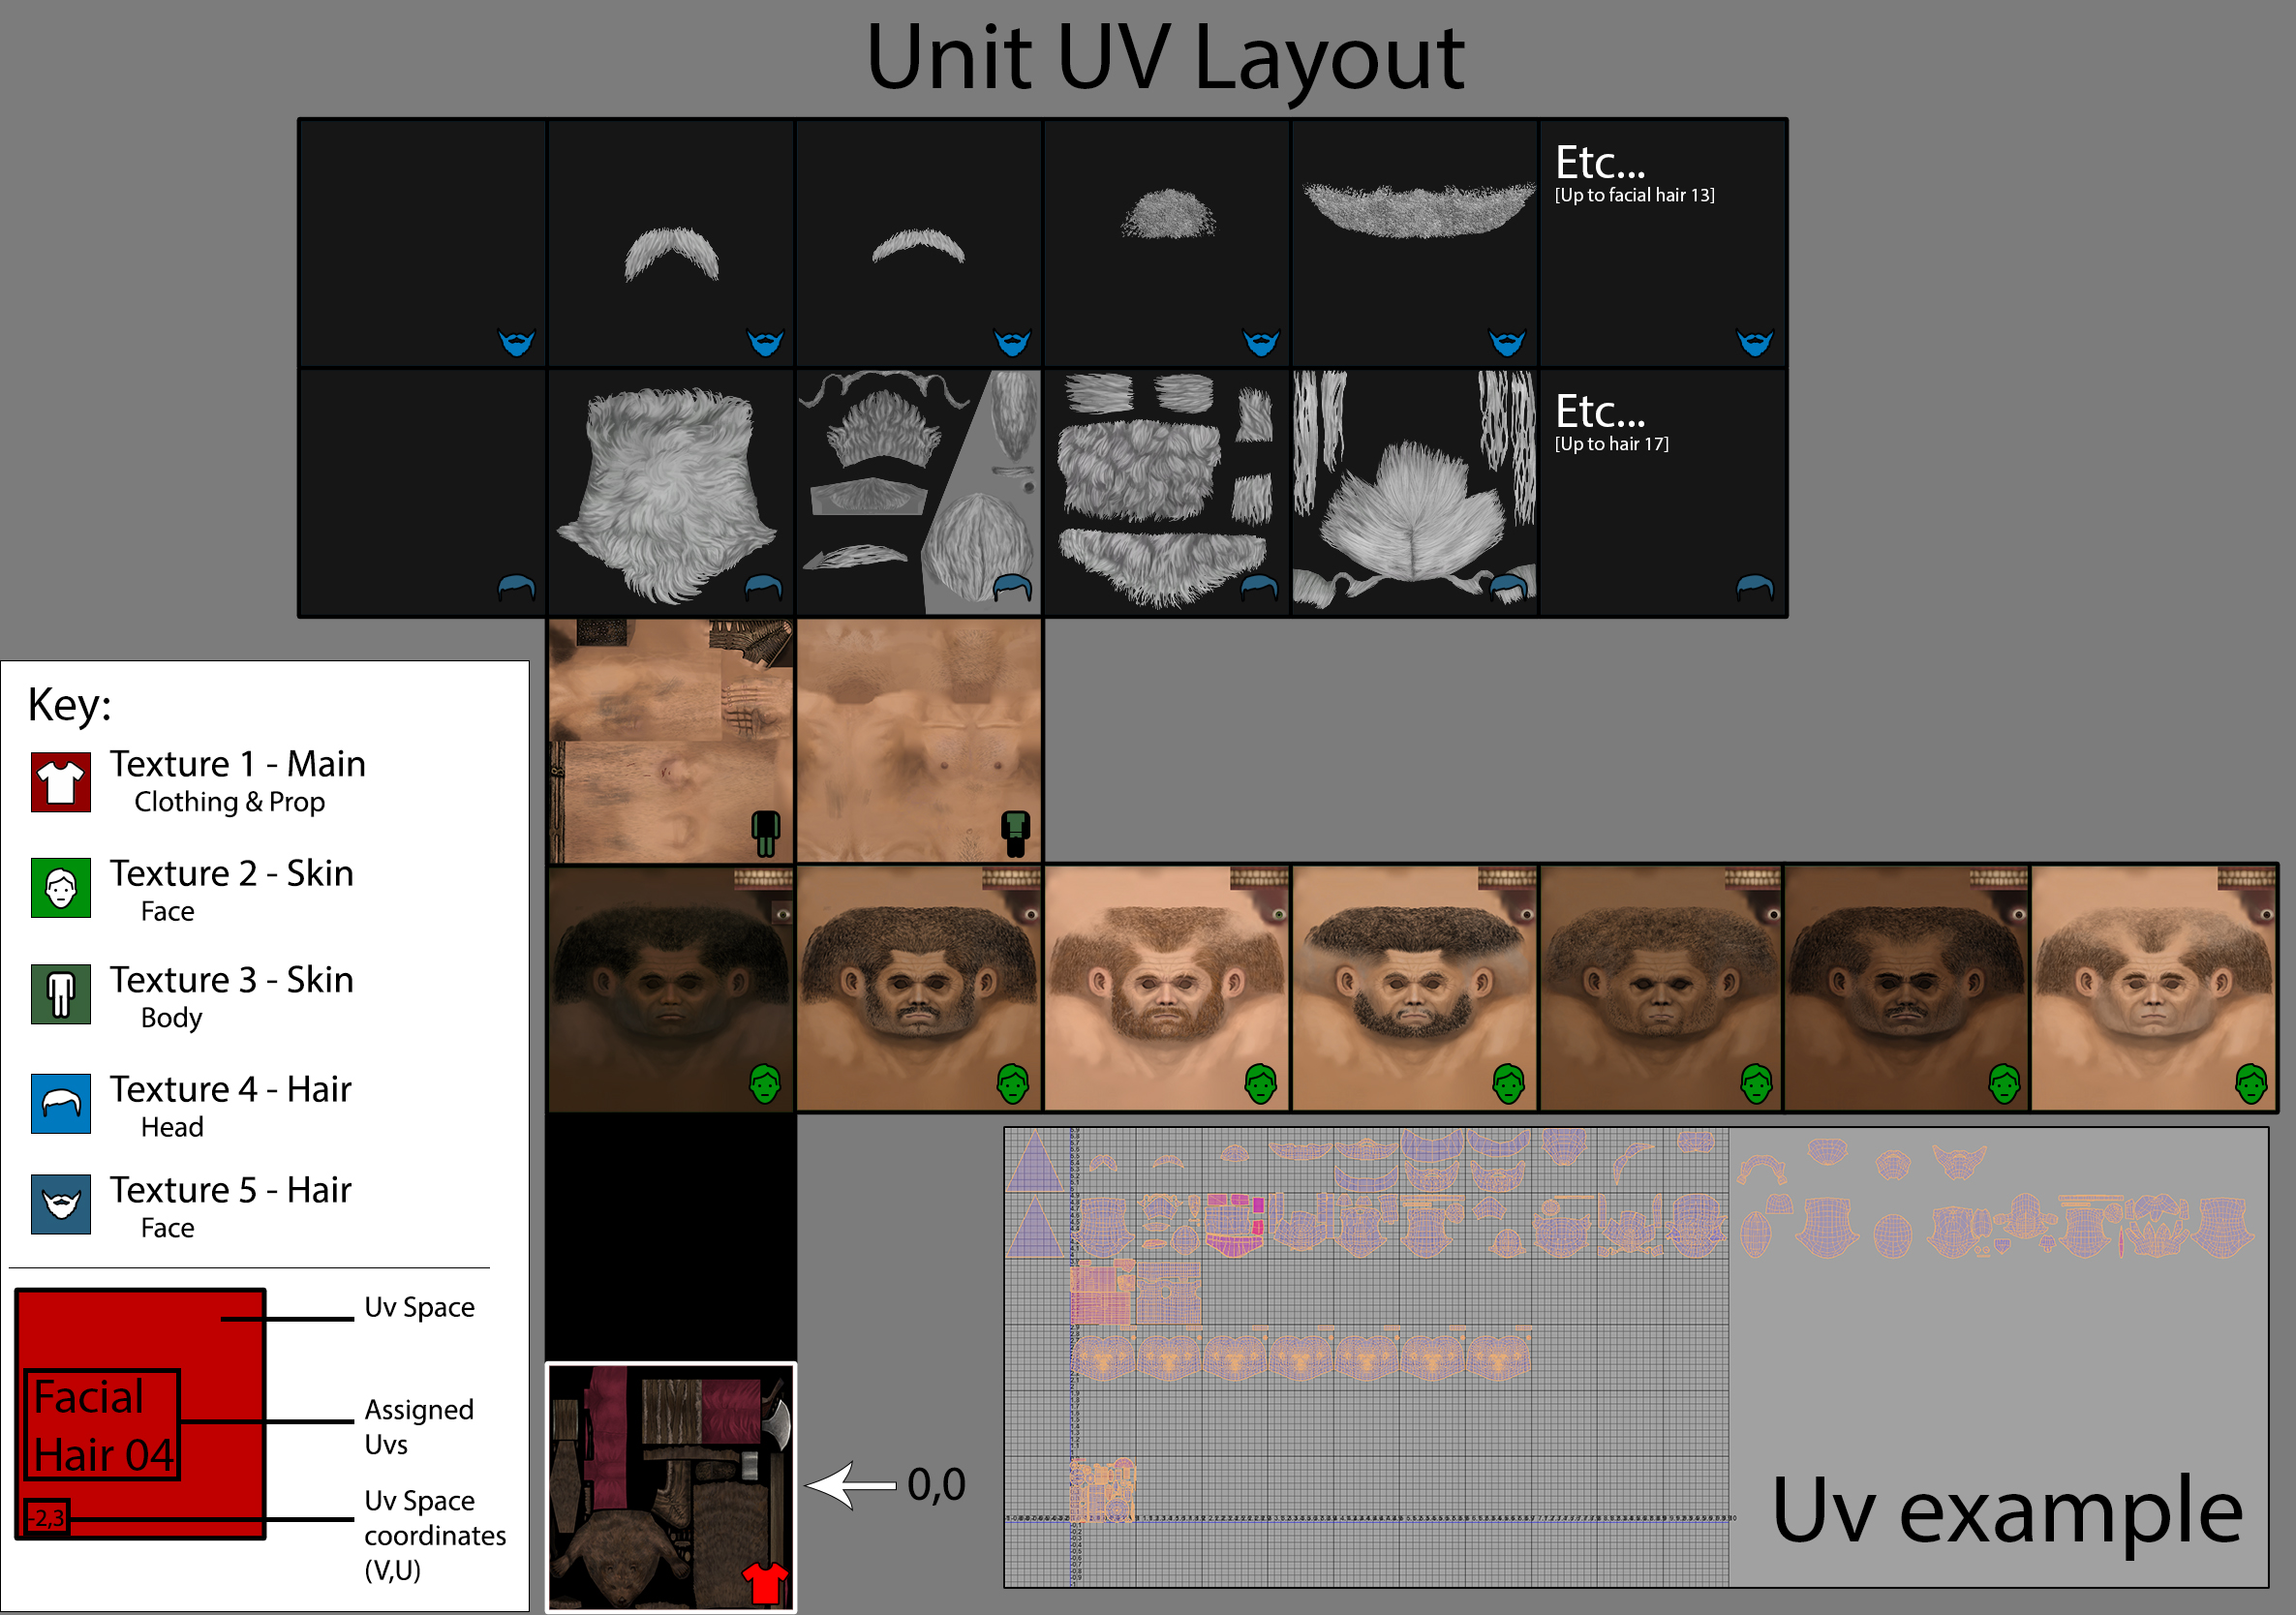 Unit UV Layout
Etc...
[Up to facial hair 13]
Etc...
[Up to hair 17]
Key:
Texture 1 - Main
Clothing & Prop
Texture 2 - Skin
Face
Texture 3 - Skin
Body
Texture 4 - Hair
Head
Texture 5 - Hair
Face
Uv Space
Facial
Hair 04
Assigned
Uvs
-2,3
Uv Space
coordinates
(V,U)
0,0
Uv example